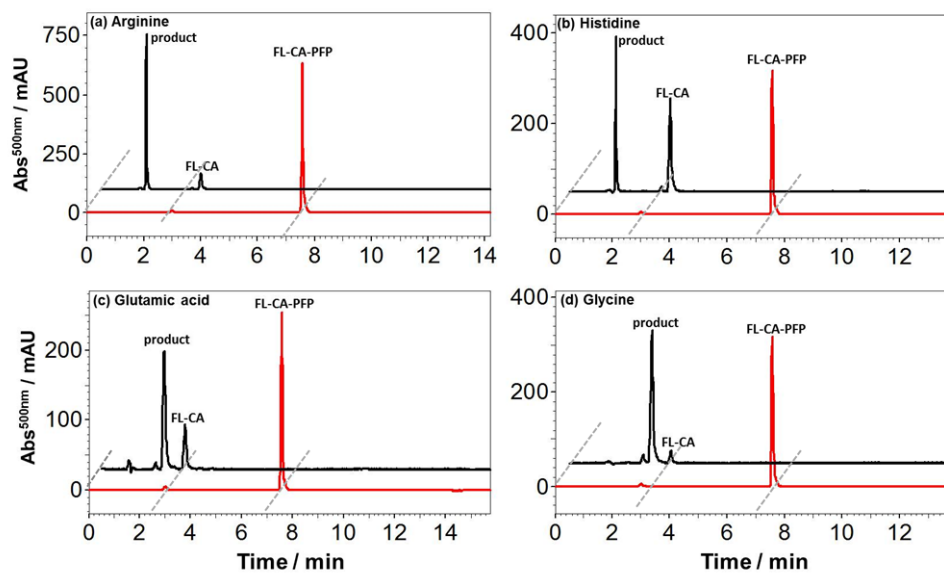 (a) Arginine
product
FL-CA
FL-CA-PFP
Abs500nm / mAU
750
500
250
0
0 2 4 6 8 10 12 14
(b) Histidine
product
FL-CA
FL-CA-PFP
400
200
0
0 2 4 6 8 10 12
(c) Glutamic acid
product
FL-CA
FL-CA-PFP
Abs500nm / mAU
200
100
0
0 2 4 6 8 10 12 14
Time / min
(d) Glycine
product
FL-CA
FL-CA-PFP
400
200
0
0 2 4 6 8 10 12
Time / min